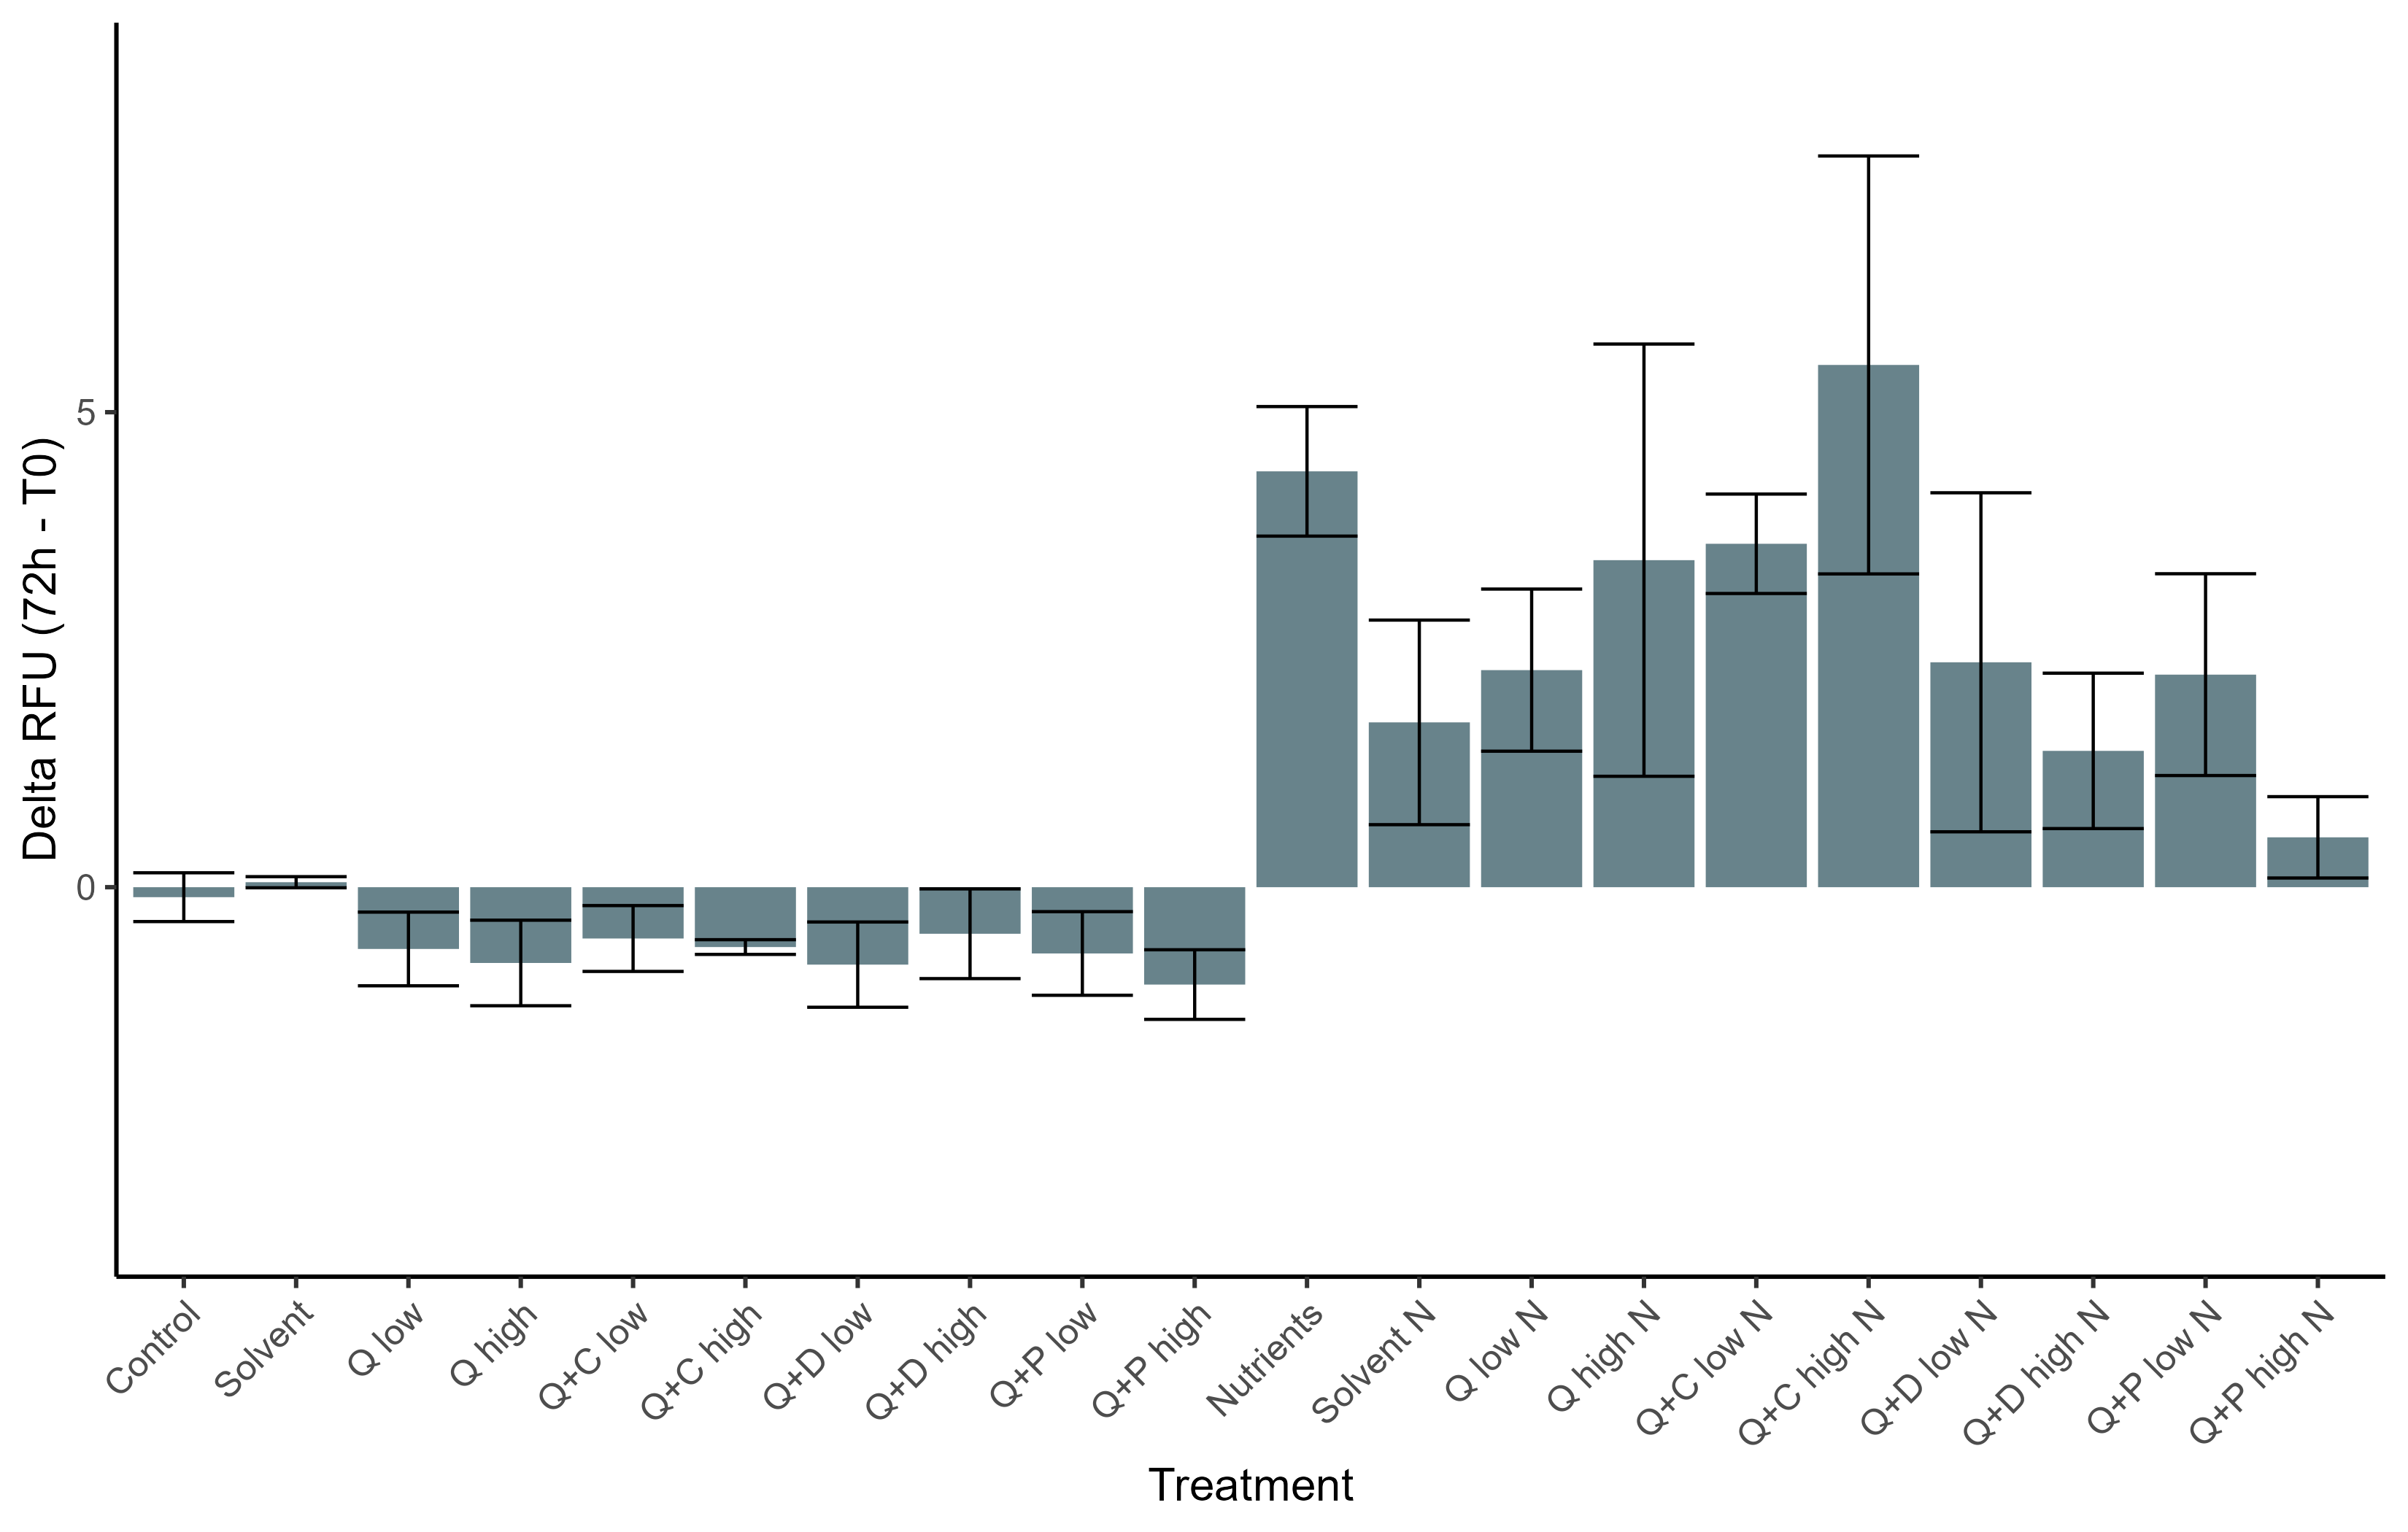 Delta RFU (72h - T0)
5
0
Control
Solvent
Q low
Q high
Q+C low
Q+C high
Q+D low
Q+D high
Q+P low
Q+P high
Nutrients
Solvent N
Q low N
Q high N
Q+C low N
Q+C high N
Q+D low N
Q+D high N
Q+P low N
Q+P high N
Treatment